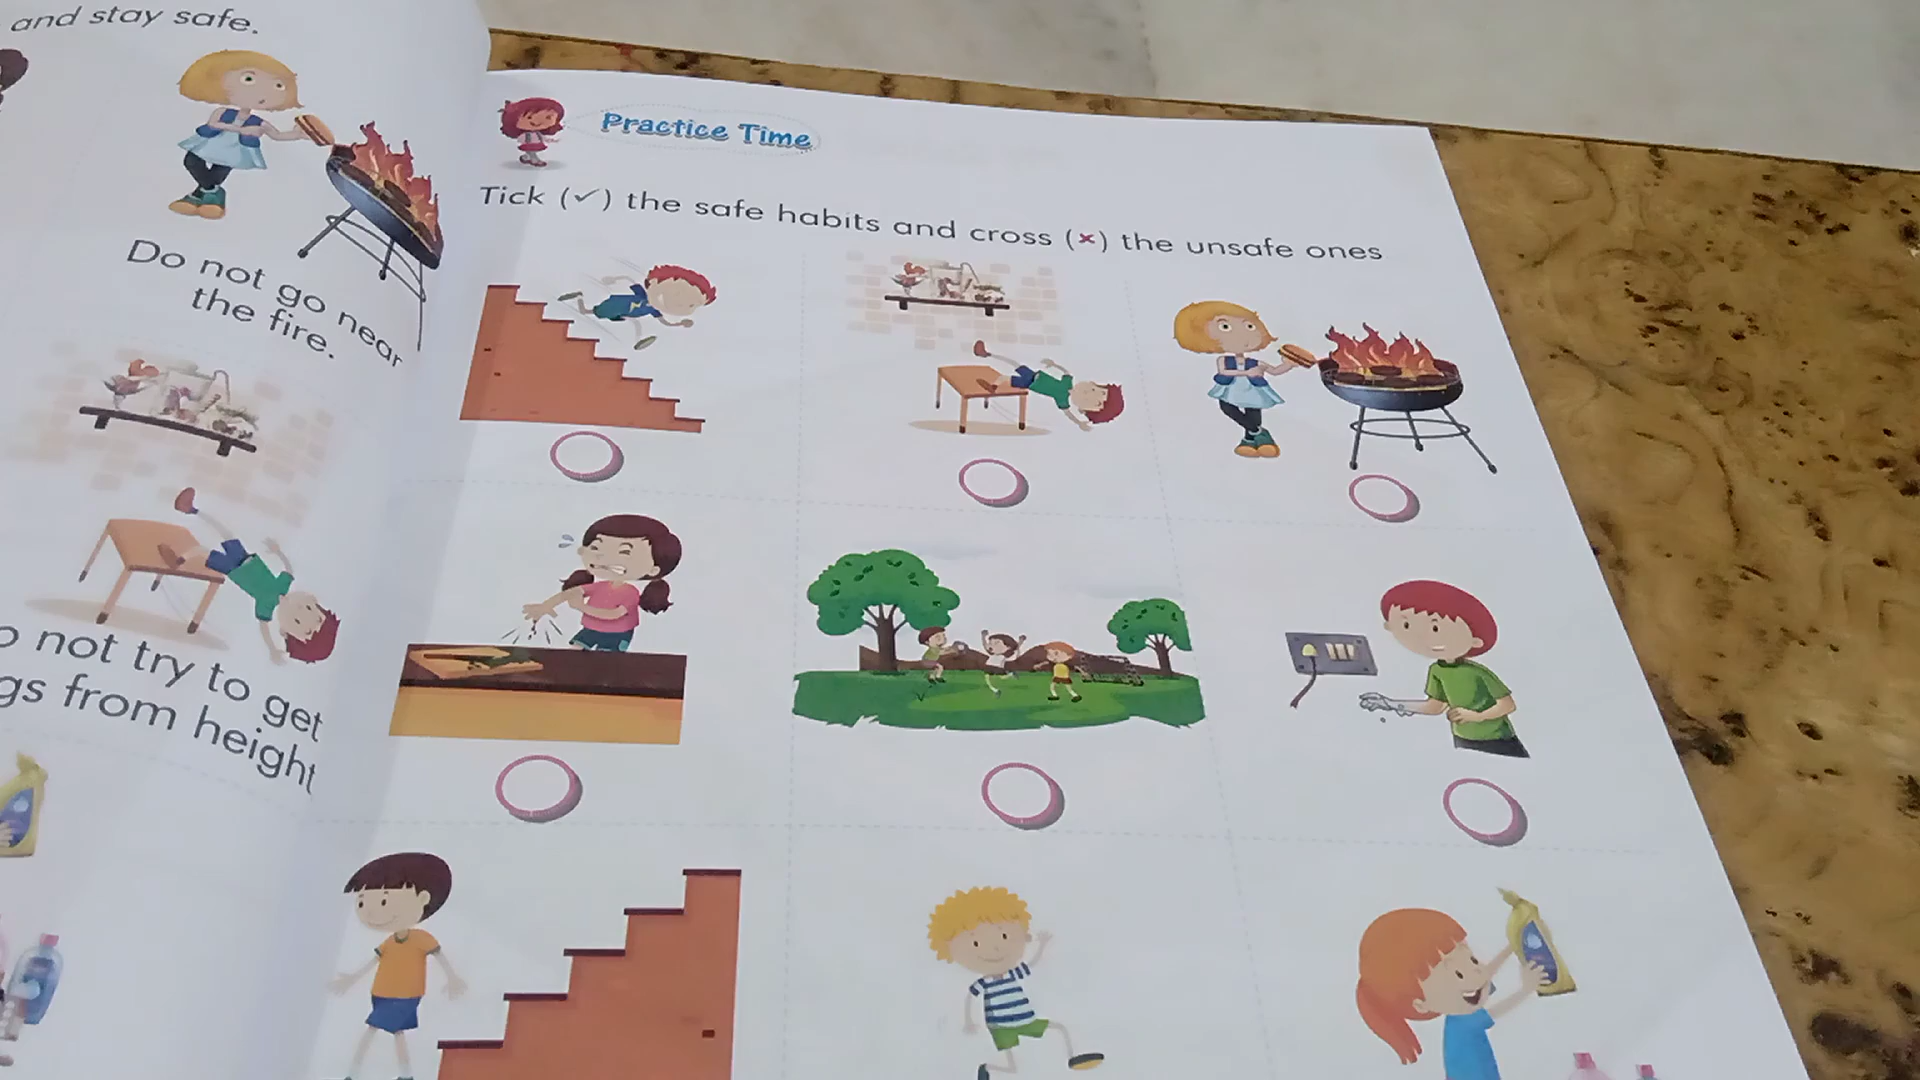 and stay safe.
Do not go near
the fire.
not try to get
from height
Practice Time
Tick (✓) the safe habits and cross (×) the unsafe ones